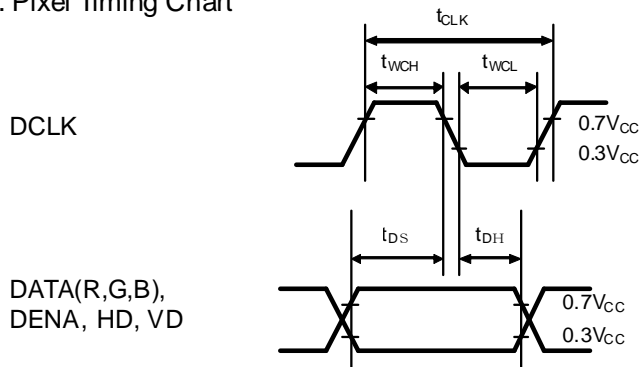 . Pixel Timing Chart
tCLK
tWCH
tWCL
DCLK
0.7VCC
0.3VCC
tDS
tDH
DATA(R,G,B),
DENA, HD, VD
0.7VCC
0.3VCC